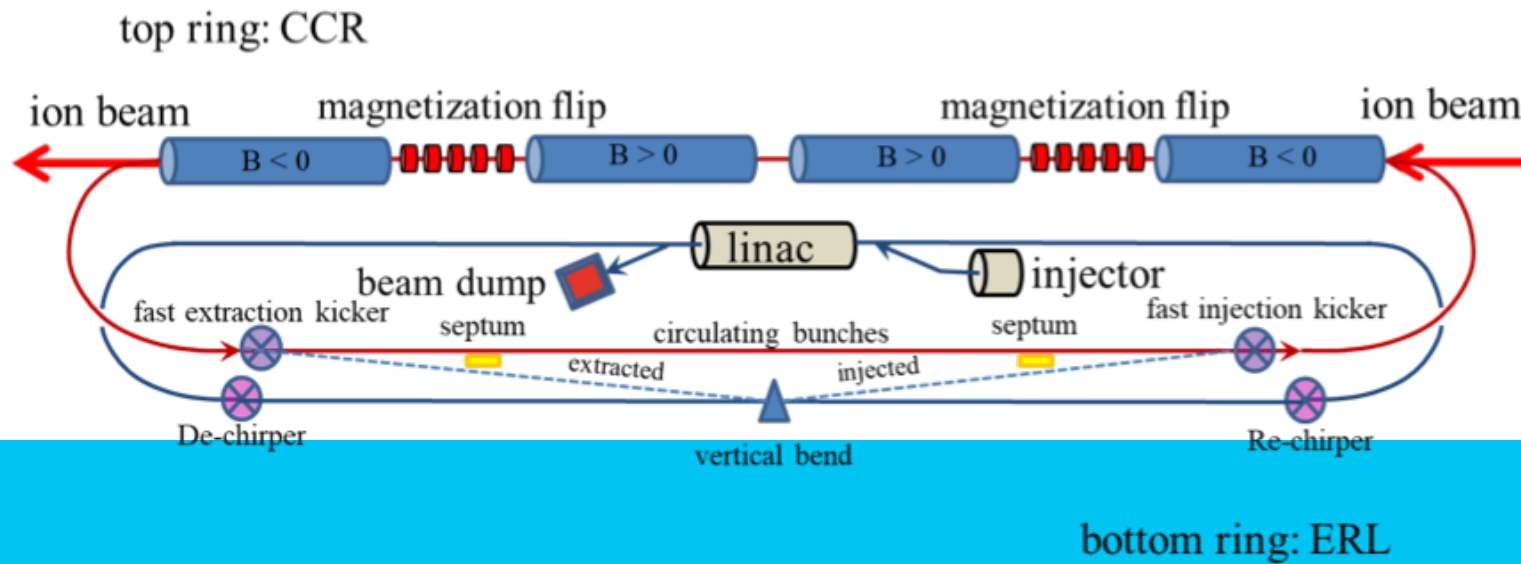 top ring: CCR
ion beam
magnetization flip
magnetization flip
ion beam
B < 0
B > 0
B > 0
B < 0
linac
beam dump
injector
fast extraction kicker
septum
circulating bunches
septum
fast injection kicker
extracted
injected
De-chirper
vertical bend
Re-chirper
bottom ring: ERL